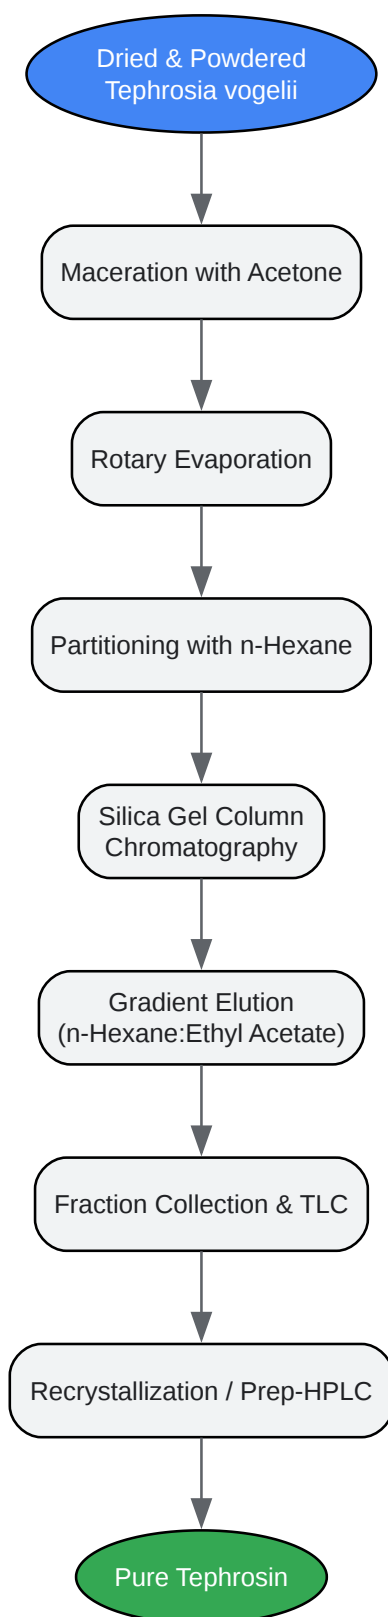 Dried & Powdered
Tephrosia vogelii
Maceration with Acetone
Rotary Evaporation
Partitioning with n-Hexane
Silica Gel Column
Chromatography
Gradient Elution
(n-Hexane:Ethyl Acetate)
Fraction Collection & TLC
Recrystallization / Prep-HPLC
Pure Tephrosin